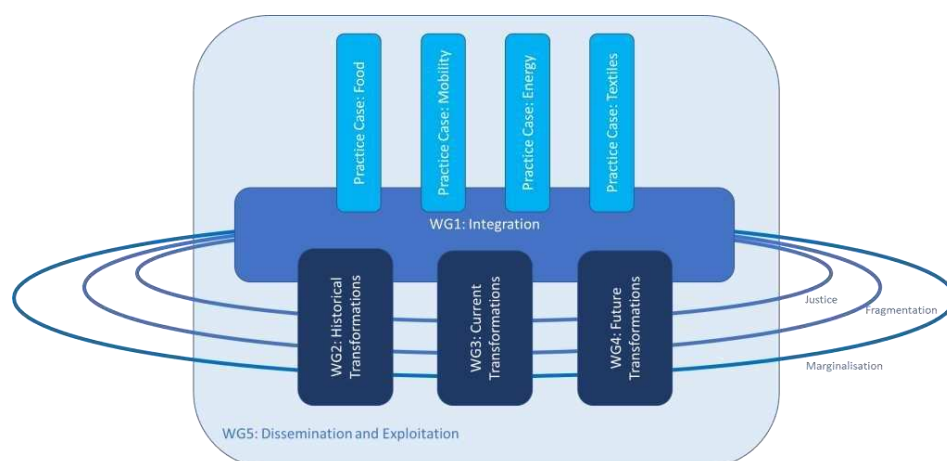 Practice Case: Food
Practice Case: Mobility
Practice Case: Energy
Practice Case: Textiles
WG1: Integration
WG2: Historical
Transformations
WG3: Current
Transformations
WG4: Future
Transformations
Justice
Fragmentation
Marginalisation
WG5: Dissemination and Exploitation